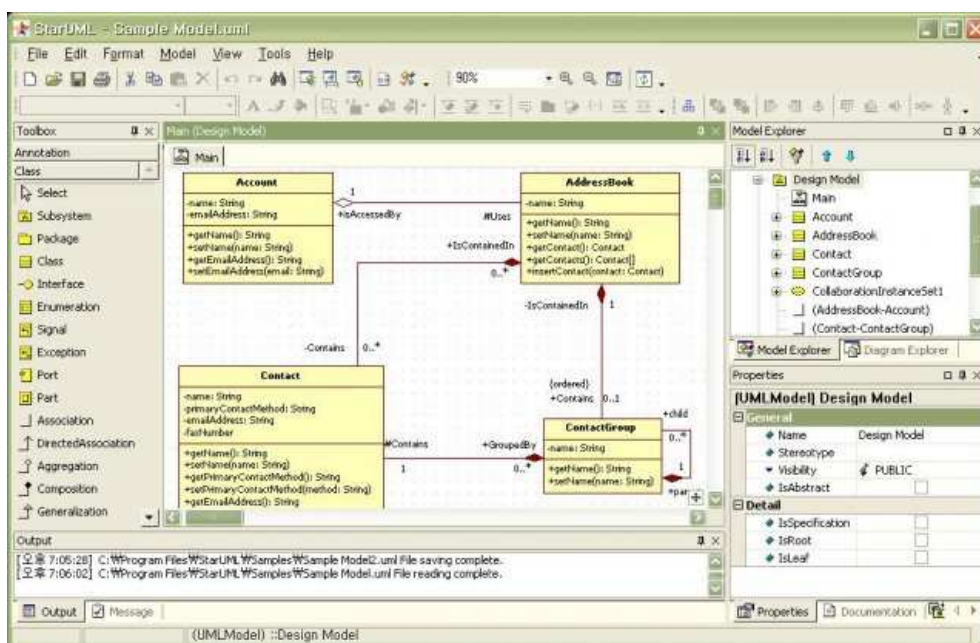 StarUML - Sample Model.uml
File Edit Format Model View Tools Help
90%
Toolbox
Annotation
Class
Select
Subsystem
Package
Class
Interface
Enumeration
Signal
Exception
Port
Part
Association
DirectedAssociation
Aggregation
Composition
Generalization
Main (Design Model)
Main
Account
-name: String
-emailAddress: String
+getName(): String
+setName(name: String)
+getEmailAddress(): String
+setEmailAddress(email: String)
1
+isAccessedBy
#Uses
AddressBook
-name: String
+getName(): String
+setName(name: String)
+getContact(): Contact
+getContacts(): Contact[]
+insertContact(contact: Contact)
+IsContainedIn
0..*
-IsContainedIn
1
-Contains
0..*
Contact
-name: String
-primaryContactMethod: String
-emailAddress: String
-faxNumber
+getName(): String
+setName(name: String)
+getPrimaryContactMethod(): String
+setPrimaryContactMethod(method: String)
+getEmailAddress(): String
{ordered}
+Contains
0..1
#Contains
1
+GroupedBy
0..*
ContactGroup
-name: String
+getName(): String
+setName(name: String)
+child
0..*
1
+par
Model Explorer
Design Model
Main
Account
AddressBook
Contact
ContactGroup
CollaborationInstanceSet1
(AddressBook-Account)
(Contact-ContactGroup)
Model Explorer
Diagram Explorer
Properties
(UMLModel) Design Model
General
Name Design Model
Stereotype
Visibility PUBLIC
IsAbstract
Detail
IsSpecification
IsRoot
IsLeaf
Properties
Documentation
Output
[오후 7:05:28] C:₩Program Files₩StarUML₩Samples₩Sample Model2.uml File saving complete.
[오후 7:06:02] C:₩Program Files₩StarUML₩Samples₩Sample Model.uml File reading complete.
Output
Message
(UMLModel) ::Design Model